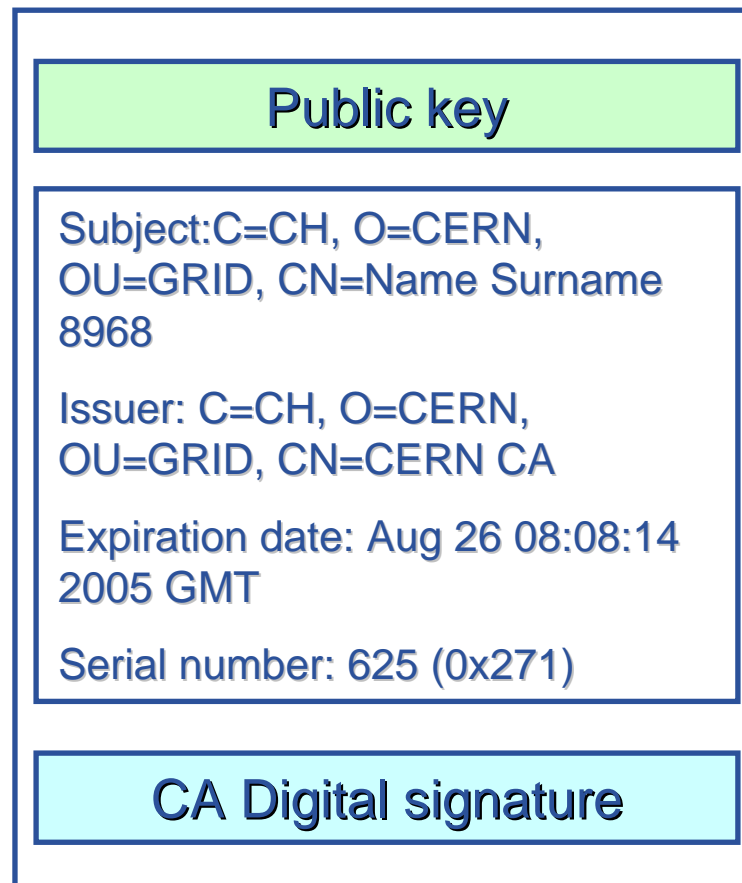 Public key
Subject:C=CH, O=CERN,
OU=GRID, CN=Name Surname
8968
Issuer: C=CH, O=CERN,
OU=GRID, CN=CERN CA
Expiration date: Aug 26 08:08:14
2005 GMT
Serial number: 625 (0x271)
CA Digital signature